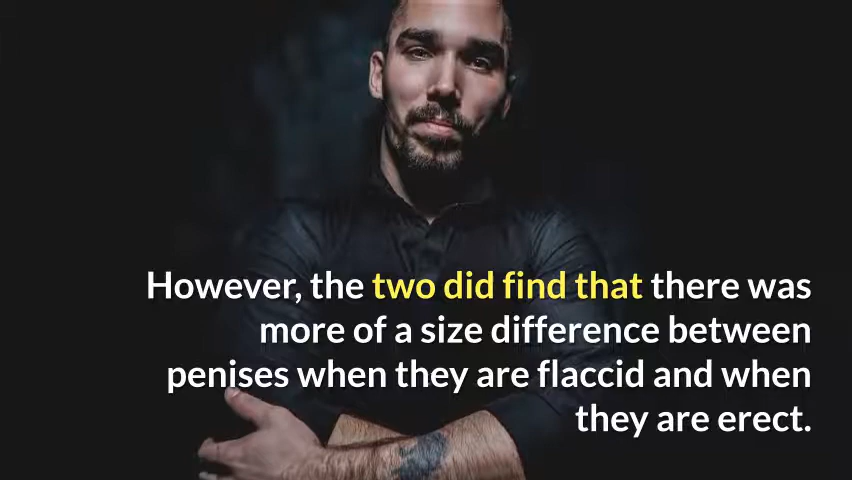 However, the two did find that there was
more of a size difference between
penises when they are flaccid and when
they are erect.